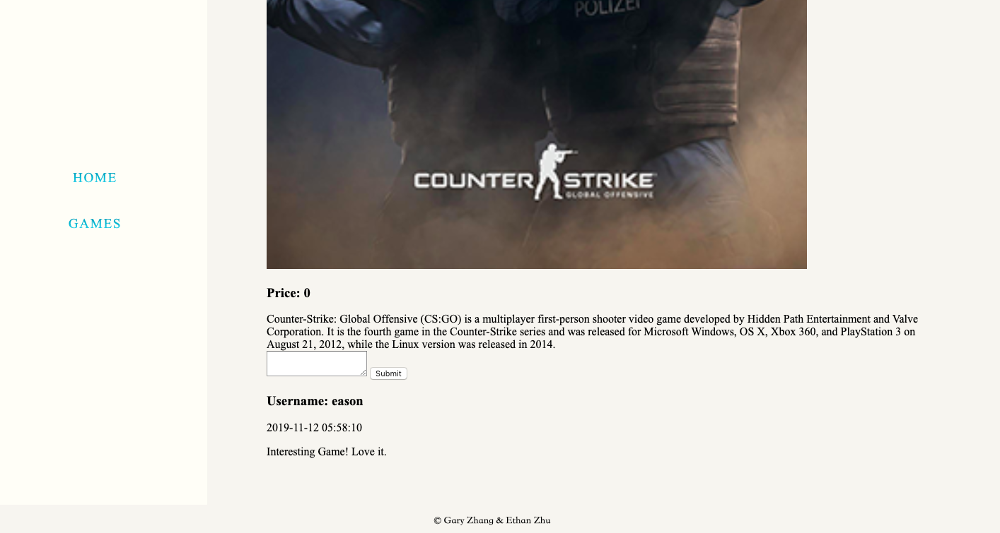 POLIZEI
HOME
GAMES
COUNTER STRIKE
GLOBAL OFFENSIVE
Price: 0
Counter-Strike: Global Offensive (CS:GO) is a multiplayer first-person shooter video game developed by Hidden Path Entertainment and Valve
Corporation. It is the fourth game in the Counter-Strike series and was released for Microsoft Windows, OS X, Xbox 360, and PlayStation 3 on
August 21, 2012, while the Linux version was released in 2014.
Submit
Username: eason
2019-11-12 05:58:10
Interesting Game! Love it.
© Gary Zhang & Ethan Zhu